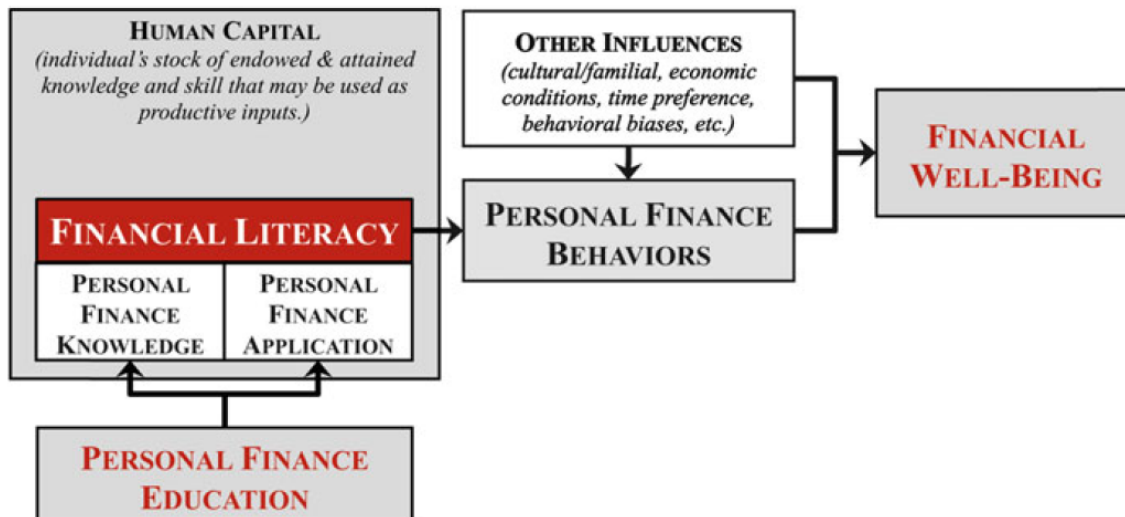 HUMAN CAPITAL
(individual's stock of endowed & attained
knowledge and skill that may be used as
productive inputs.)
FINANCIAL LITERACY
PERSONAL
FINANCE
KNOWLEDGE
PERSONAL
FINANCE
APPLICATION
PERSONAL FINANCE
EDUCATION
OTHER INFLUENCES
(cultural/familial, economic
conditions, time preference,
behavioral biases, etc.)
PERSONAL FINANCE
BEHAVIORS
FINANCIAL
WELL-BEING